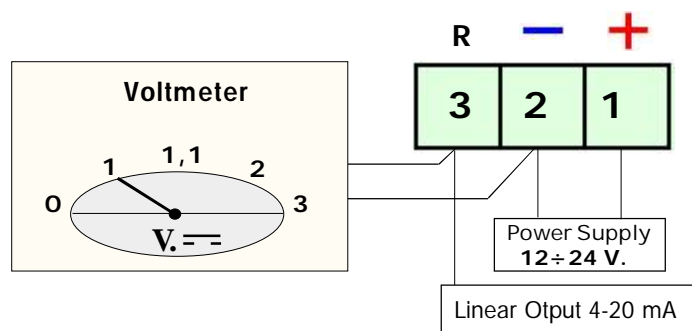 R − +
Voltmeter
3 2 1
0 1 1,1 2 3
V.
Power Supply
12÷24 V.
Linear Otput 4-20 mA